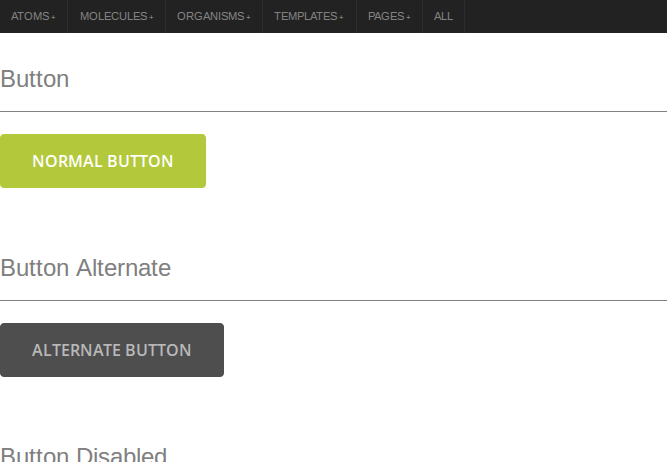 ATOMS+ MOLECULES+ ORGANISMS+ TEMPLATES+ PAGES+ ALL
Button
NORMAL BUTTON
Button Alternate
ALTERNATE BUTTON
Button Disabled